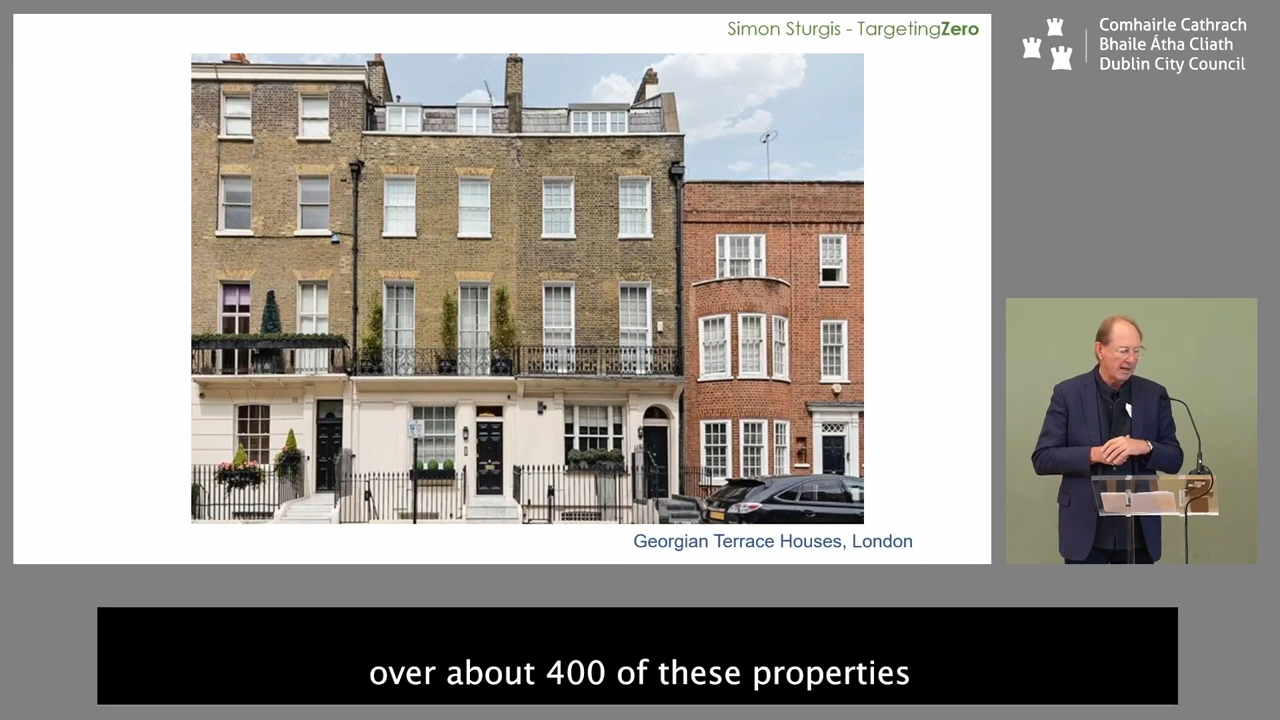 Simon Sturgis - TargetingZero
Comhairle Cathrach
Bhaile Átha Cliath
Dublin City Council
Georgian Terrace Houses, London
over about 400 of these properties